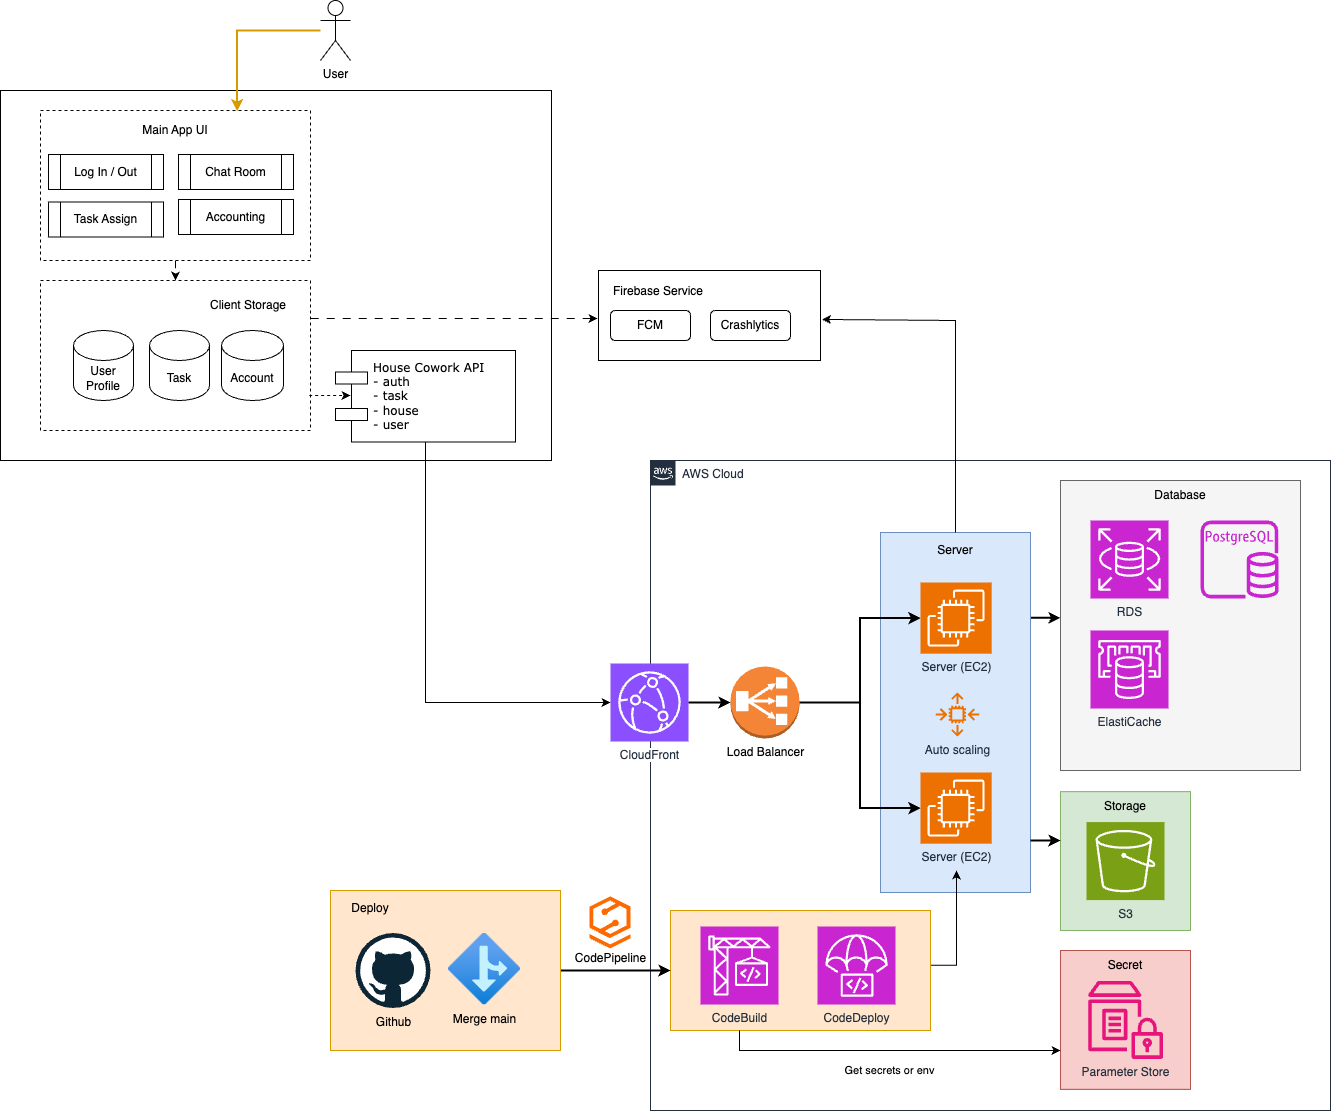 User
Main App UI
Log In / Out
Chat Room
Task Assign
Accounting
Client Storage
User
Profile
Task
Account
House Cowork API
- auth
- task
- house
- user
Firebase Service
FCM
Crashlytics
aws
AWS Cloud
Server
Server (EC2)
Auto scaling
Server (EC2)
Database
RDS
PostgreSQL
ElastiCache
CloudFront
Load Balancer
Storage
S3
Deploy
Github
Merge main
CodePipeline
CodeBuild
CodeDeploy
Get secrets or env
Secret
Parameter Store